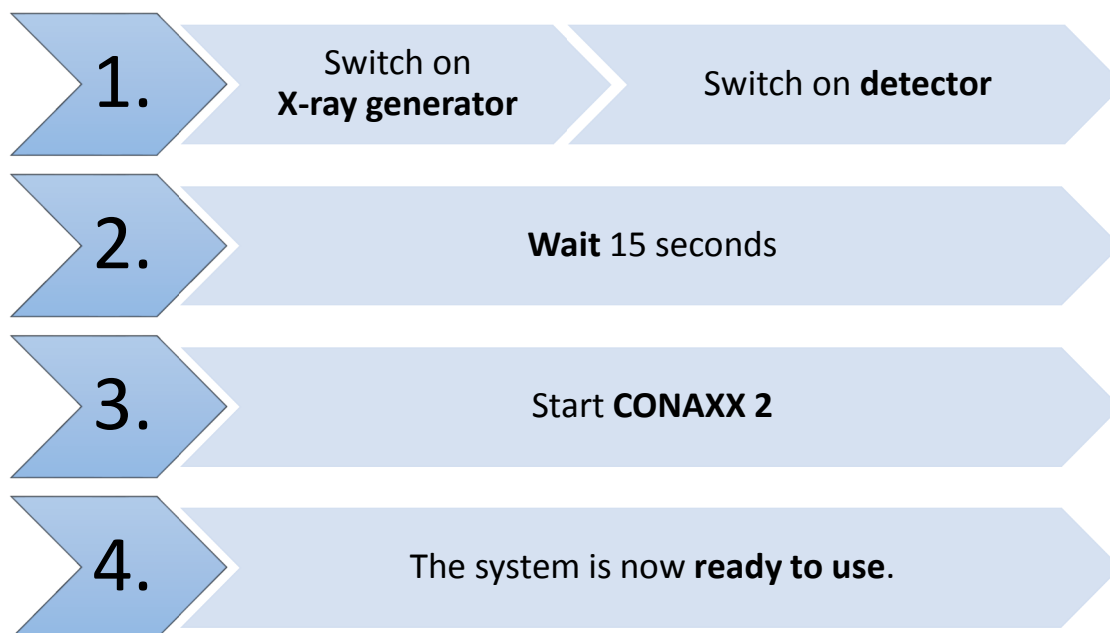 1.
Switch on
X-ray generator
Switch on detector
2.
Wait 15 seconds
3.
Start CONAXX 2
4.
The system is now ready to use.